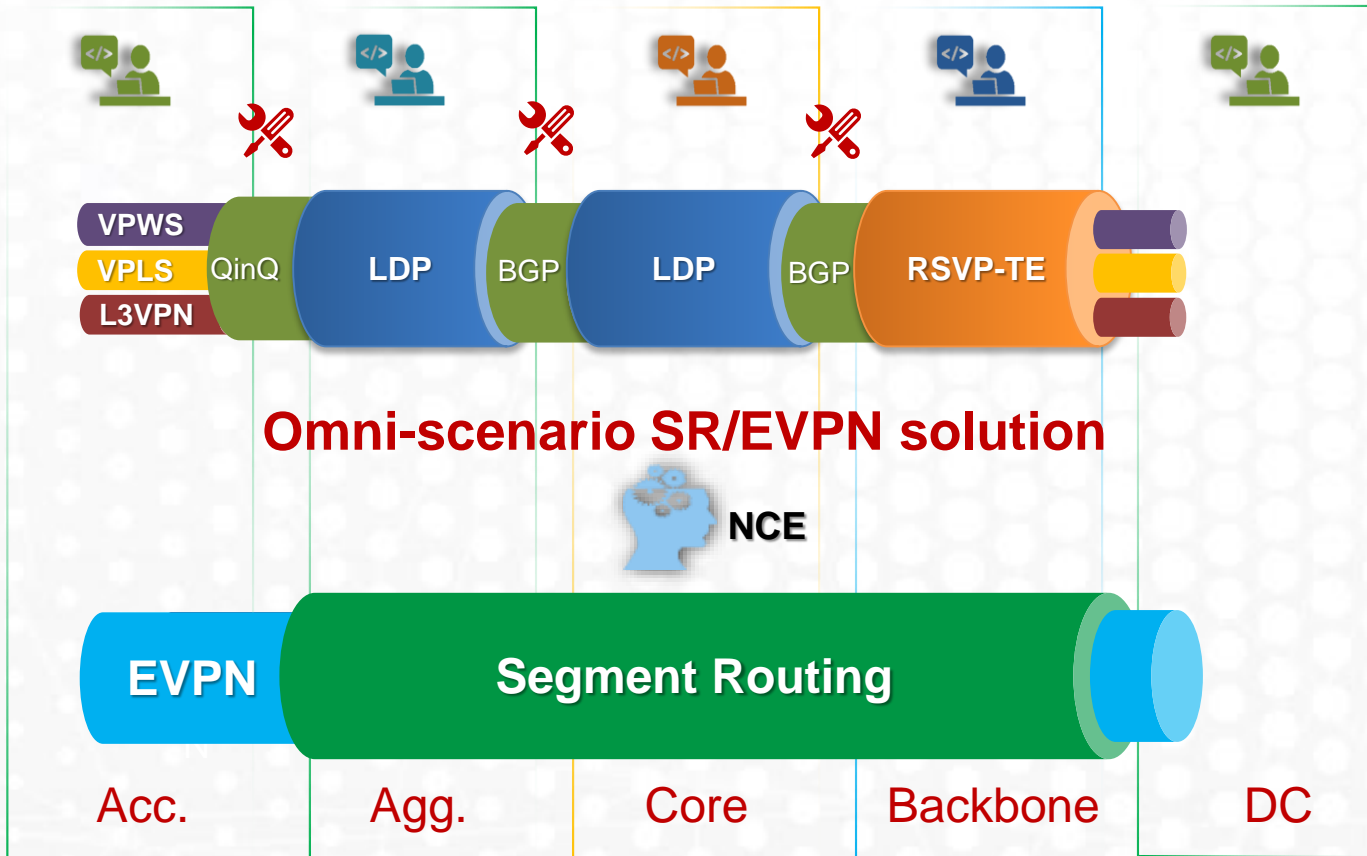 </>
</>
</>
</>
</>
VPWS
VPLS
L3VPN
QinQ
LDP
BGP
LDP
BGP
RSVP-TE
Omni-scenario SR/EVPN solution
NCE
EVPN
Segment Routing
N
Acc.
Agg.
Core
Backbone
DC